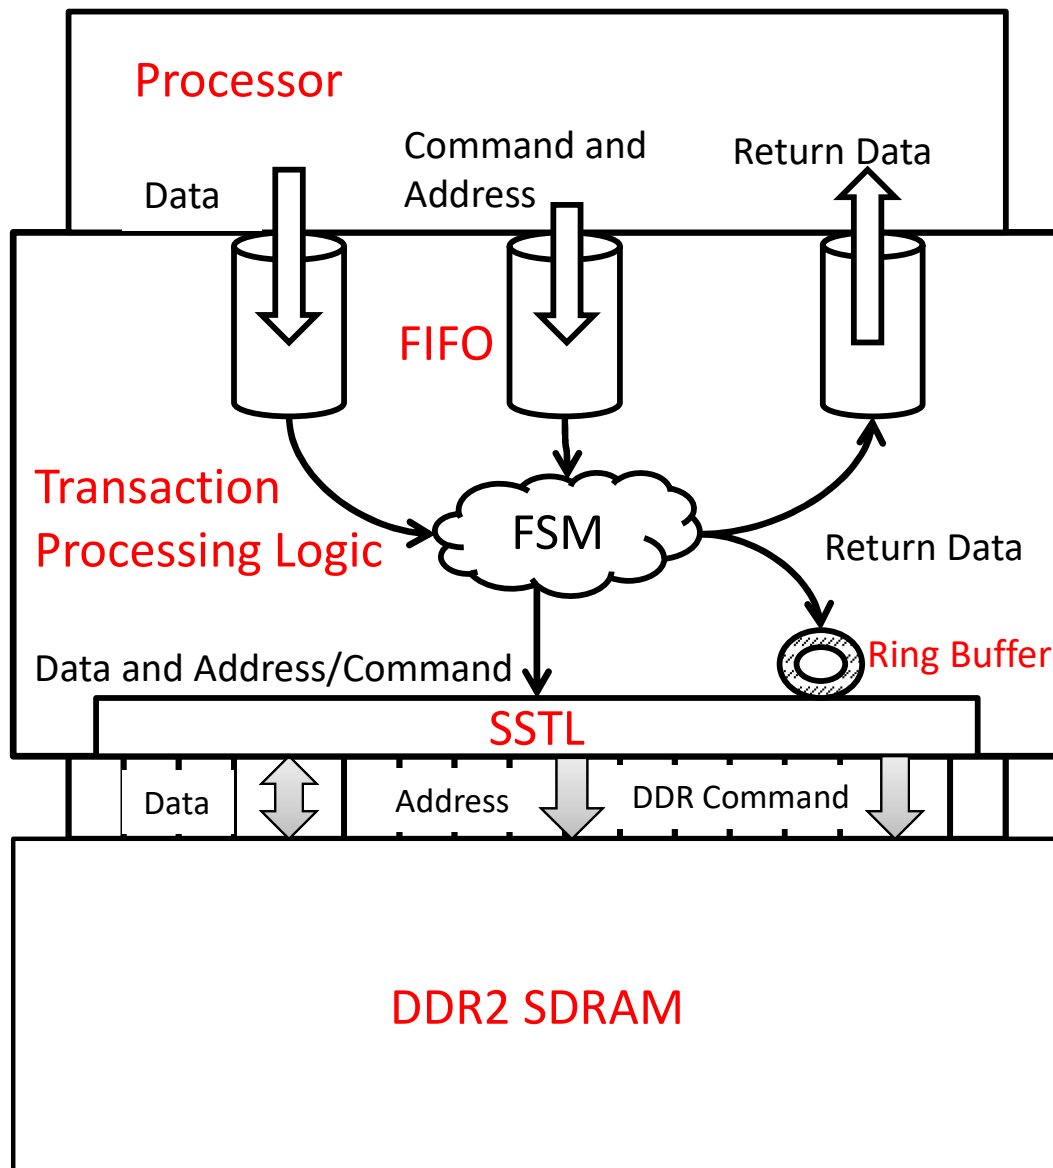 Processor
Data
Command and
Address
Return Data
FIFO
Transaction
Processing Logic
FSM
Return Data
Data and Address/Command
Ring Buffer
SSTL
Data
Address
DDR Command
DDR2 SDRAM